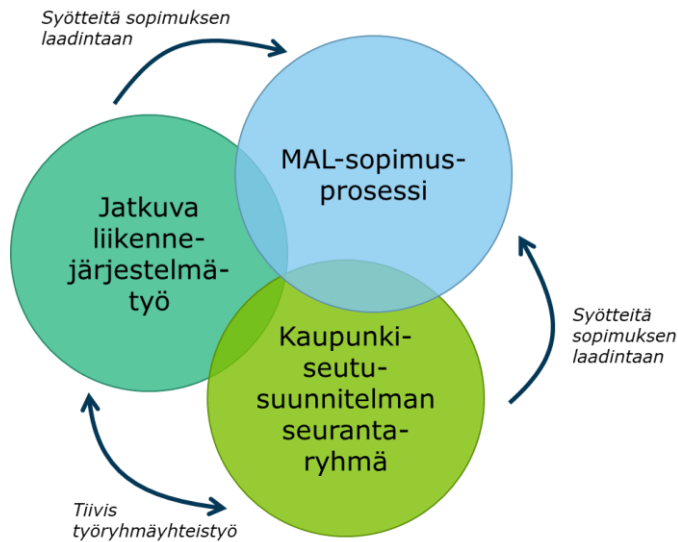 Syötteitä sopimuksen
laadintaan
MAL-sopimus-
prosessi
Jatkuva
liikenne-
järjestelmä-
työ
Syötteitä
sopimuksen
laadintaan
Kaupunki-
seutu-
suunnitelman
seuranta-
ryhmä
Tiivis
työryhmäyhteistyö